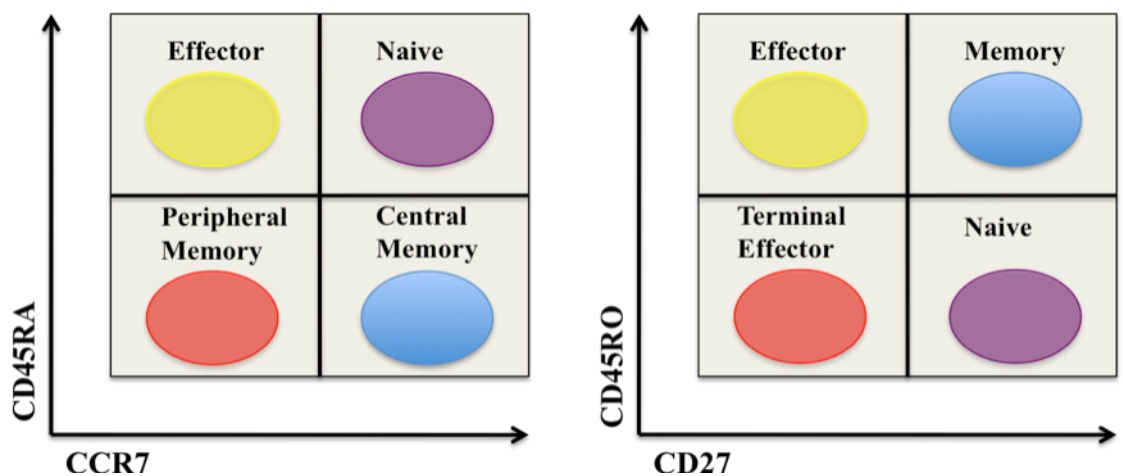 Effector
Naive
Peripheral
Memory
Central
Memory
CD45RA
CCR7
Effector
Memory
Terminal
Effector
Naive
CD45RO
CD27